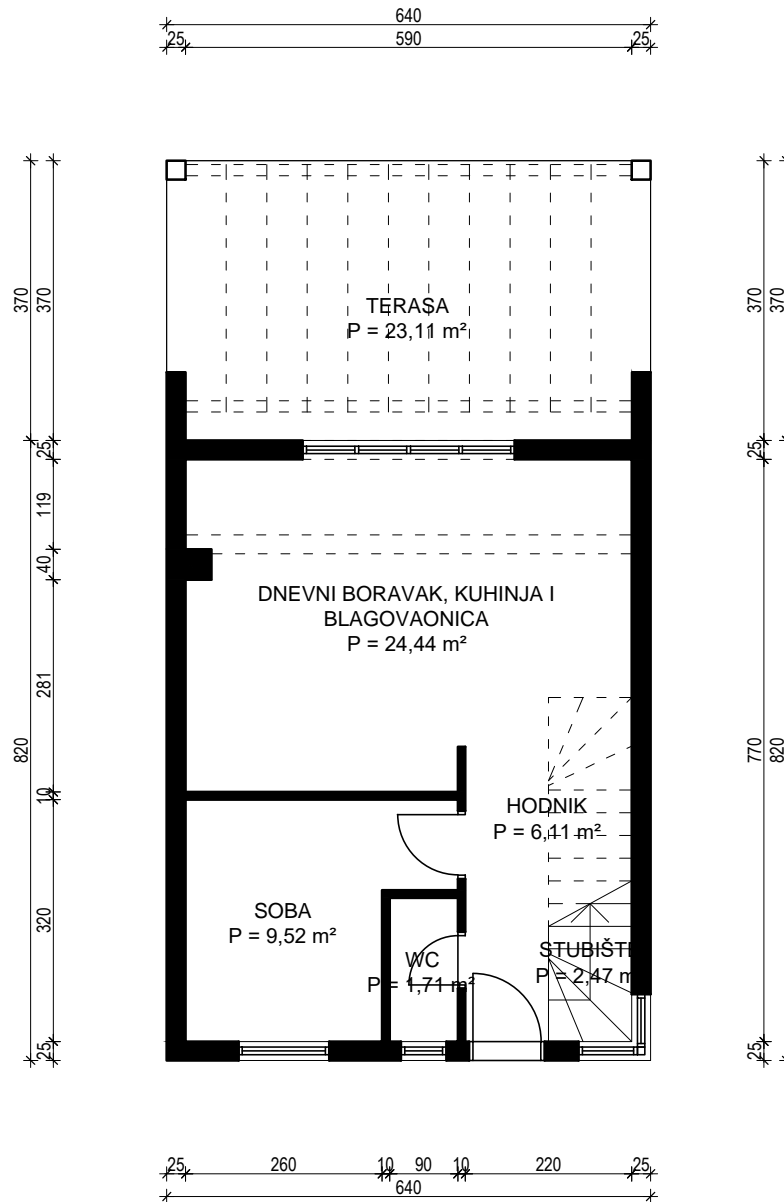 640
25 590 25
370
370
370
370
TERASA
P = 23,11 m²
25
25
119
40
DNEVNI BORAVAK, KUHINJA I
BLAGOVAONICA
P = 24,44 m²
281
820
770
820
10
HODNIK
P = 6,11 m²
320
SOBA
P = 9,52 m²
WC
P = 1,71 m²
STUBIŠTE
P = 2,47 m
25
25
25 260 10 90 10 220 25
640